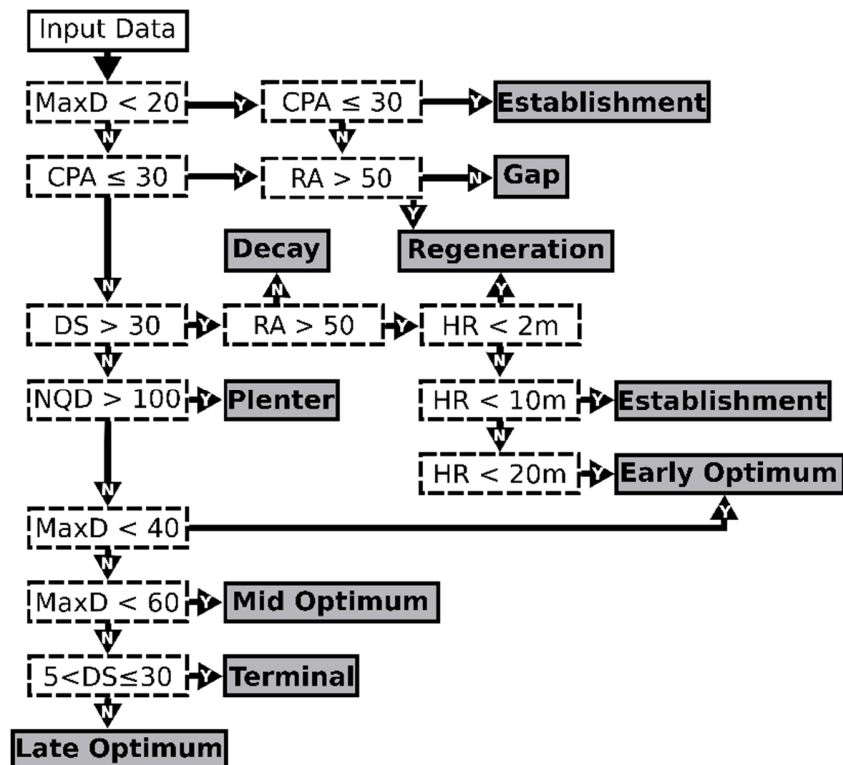 Input Data
MaxD < 20
Y
CPA ≤ 30
Y
Establishment
N
N
CPA ≤ 30
Y
RA > 50
N
Gap
Y
Decay
Regeneration
N
N
Y
DS > 30
Y
RA > 50
Y
HR < 2m
N
N
NQD > 100
Y
Plenter
HR < 10m
Y
Establishment
N
HR < 20m
Y
Early Optimum
N
Y
MaxD < 40
N
MaxD < 60
Y
Mid Optimum
N
5<DS≤30
Y
Terminal
N
Late Optimum